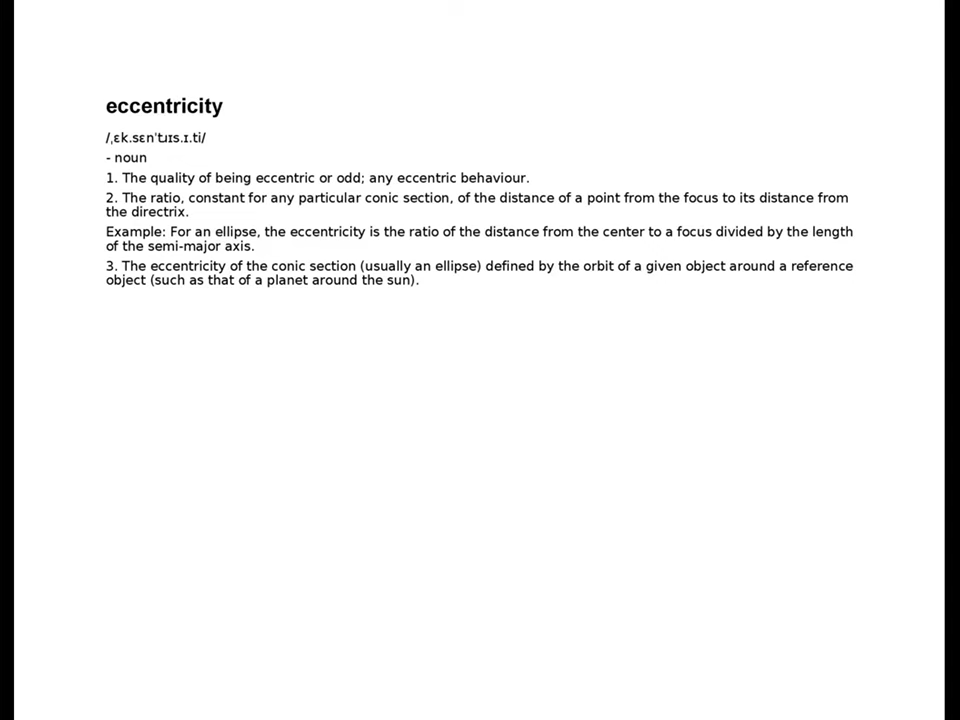 eccentricity
/ˌɛk.sɛnˈtɹɪs.ɪ.ti/
- noun
1. The quality of being eccentric or odd; any eccentric behaviour.
2. The ratio, constant for any particular conic section, of the distance of a point from the focus to its distance from
the directrix.
Example: For an ellipse, the eccentricity is the ratio of the distance from the center to a focus divided by the length
of the semi-major axis.
3. The eccentricity of the conic section (usually an ellipse) defined by the orbit of a given object around a reference
object (such as that of a planet around the sun).